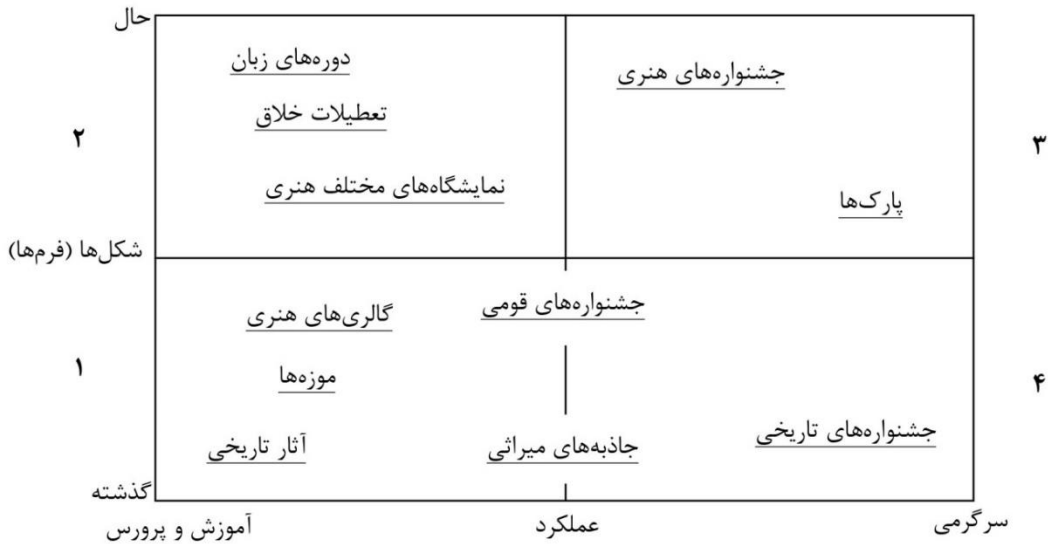 حال
دوره‌های زبان
جشنواره‌های هنری
تعطیلات خلاق
۲
۳
نمایشگاه‌های مختلف هنری
پارک‌ها
شکل‌ها (فرم‌ها)
گالری‌های هنری
جشنواره‌های قومی
۱
موزه‌ها
۴
جشنواره‌های تاریخی
جاذبه‌های میراثی
آثار تاریخی
گذشته
سرگرمی
عملکرد
آموزش و پرورس